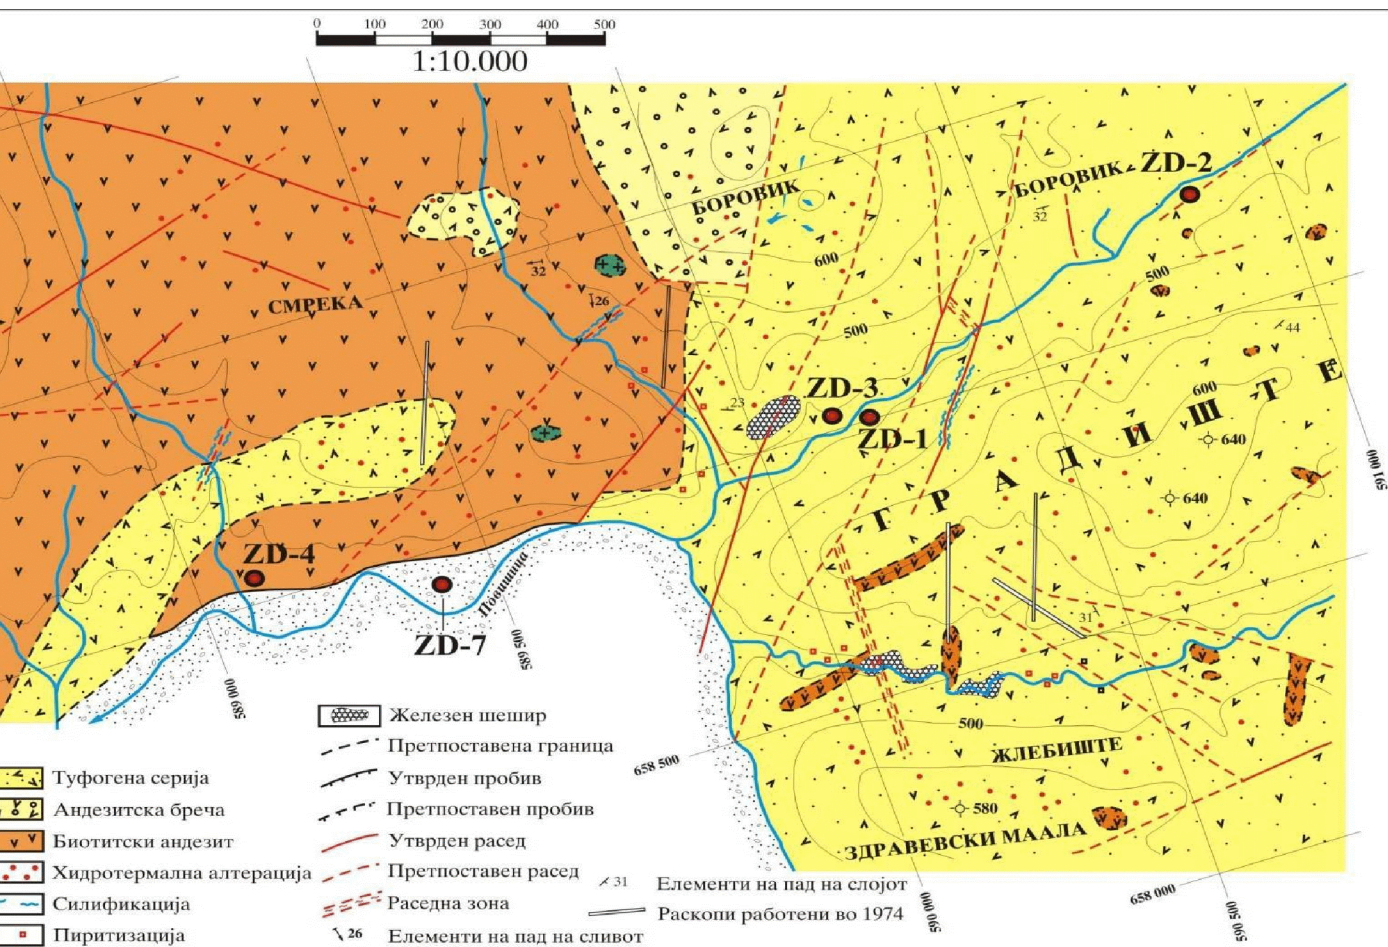 0 100 200 300 400 500
1:10.000
БОРОВИК
БОРОВИК
ZD-2
32
600
500
32
26
СМРЕКА
500
44
600
ZD-3
23
ZD-1
ГРАДИШТЕ
640
640
591 000
ZD-4
ZD-7
Повишница
589 500
589 000
31
500
ЖЛЕБИШТЕ
658 500
580
ЗДРАВЕВСКИ МААЛА
590 000
658 000
590 500
Туфогена серија
Андезитска бреча
Биотитски андезит
Хидротермална алтерација
Силификација
Пиритизација
Железен шешир
Претпоставена граница
Утврден пробив
Претпоставен пробив
Утврден расед
Претпоставен расед
Раседна зона
26 Елементи на пад на сливот
31 Елементи на пад на слојот
Раскопи работени во 1974